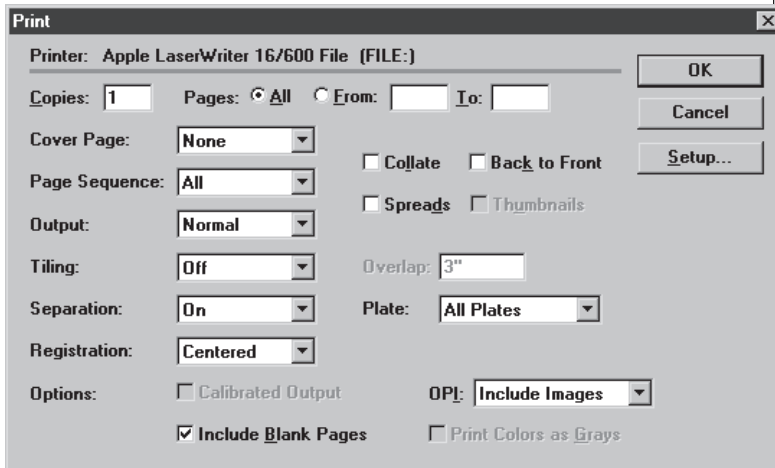 Print
Printer: Apple LaserWriter 16/600 File (FILE:)
OK
Copies: 1 Pages: All From: To:
Cancel
Cover Page: None
Collate Back to Front
Setup...
Page Sequence: All
Spreads Thumbnails
Output: Normal
Tiling: Off Overlap: 3"
Separation: On Plate: All Plates
Registration: Centered
Options: Calibrated Output OPI: Include Images
Include Blank Pages Print Colors as Grays